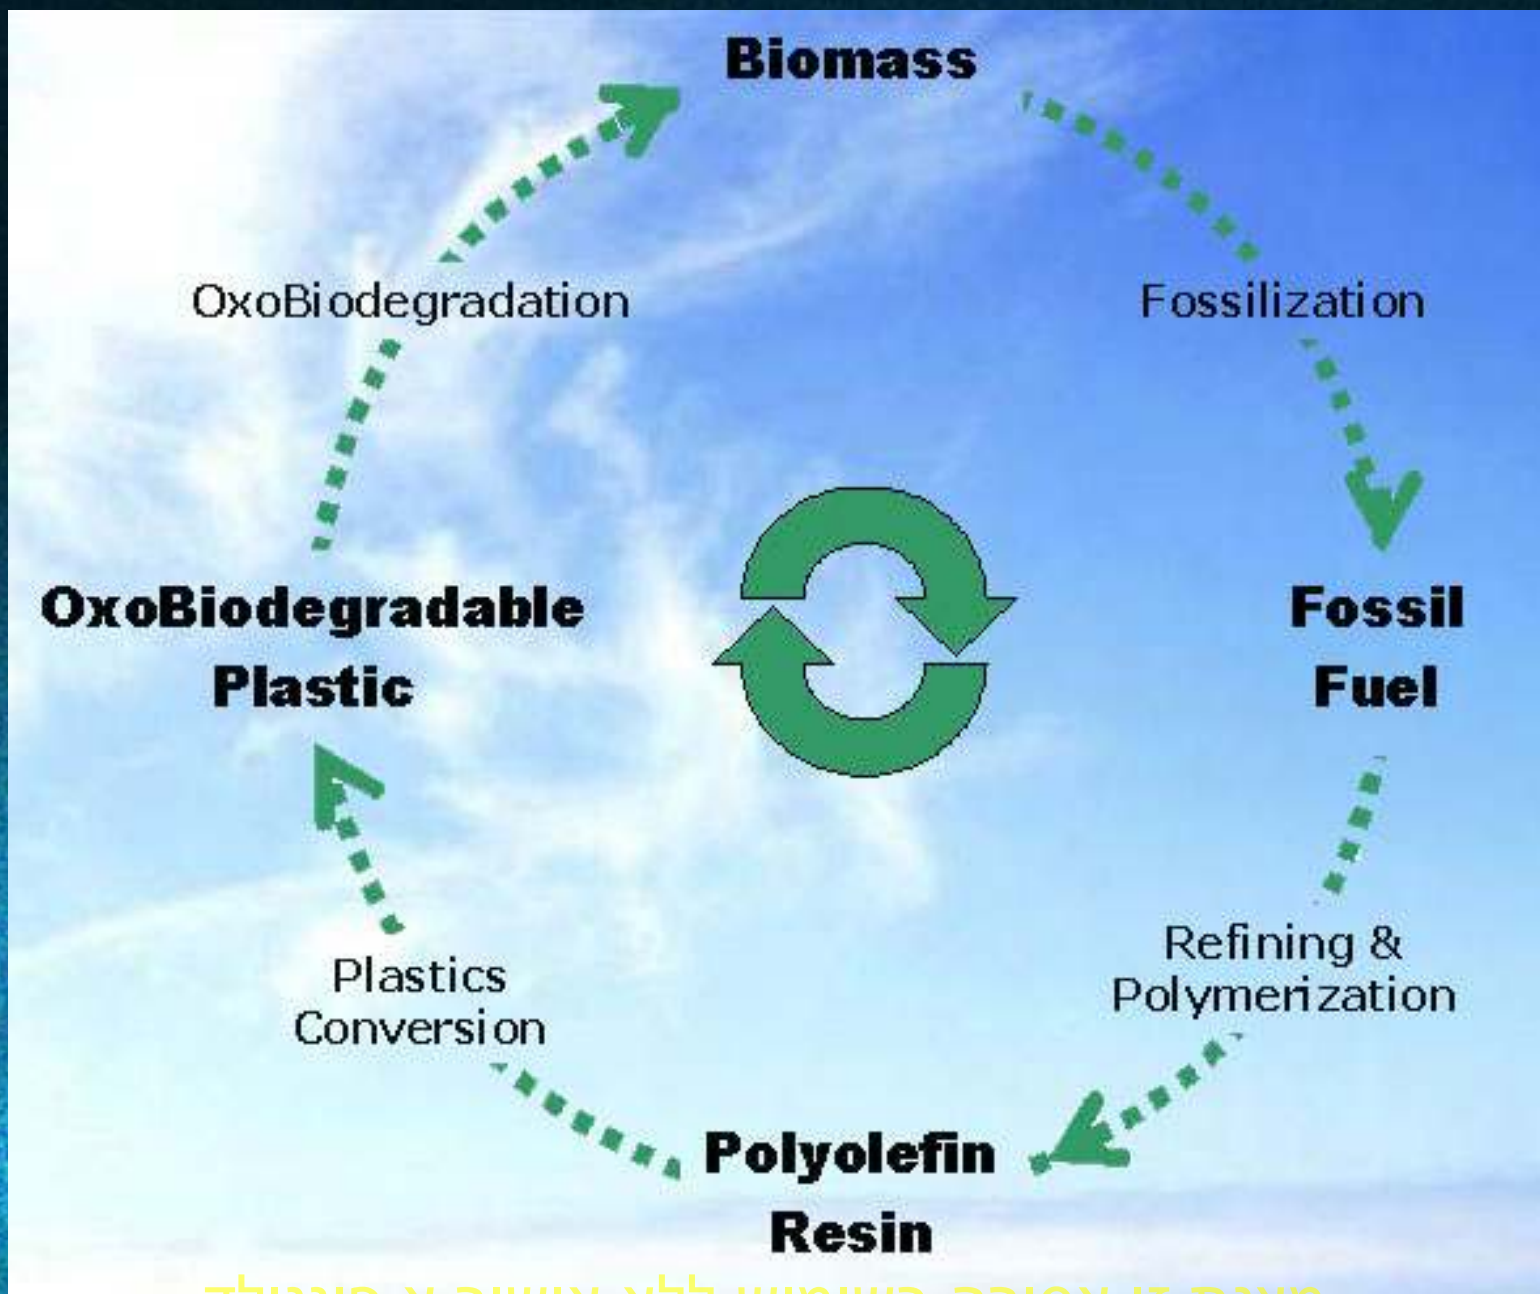 Biomass
OxoBiodegradation
Fossilization
OxoBiodegradable
Plastic
Fossil
Fuel
Refining &
Polymerization
Plastics
Conversion
Polyolefin
Resin